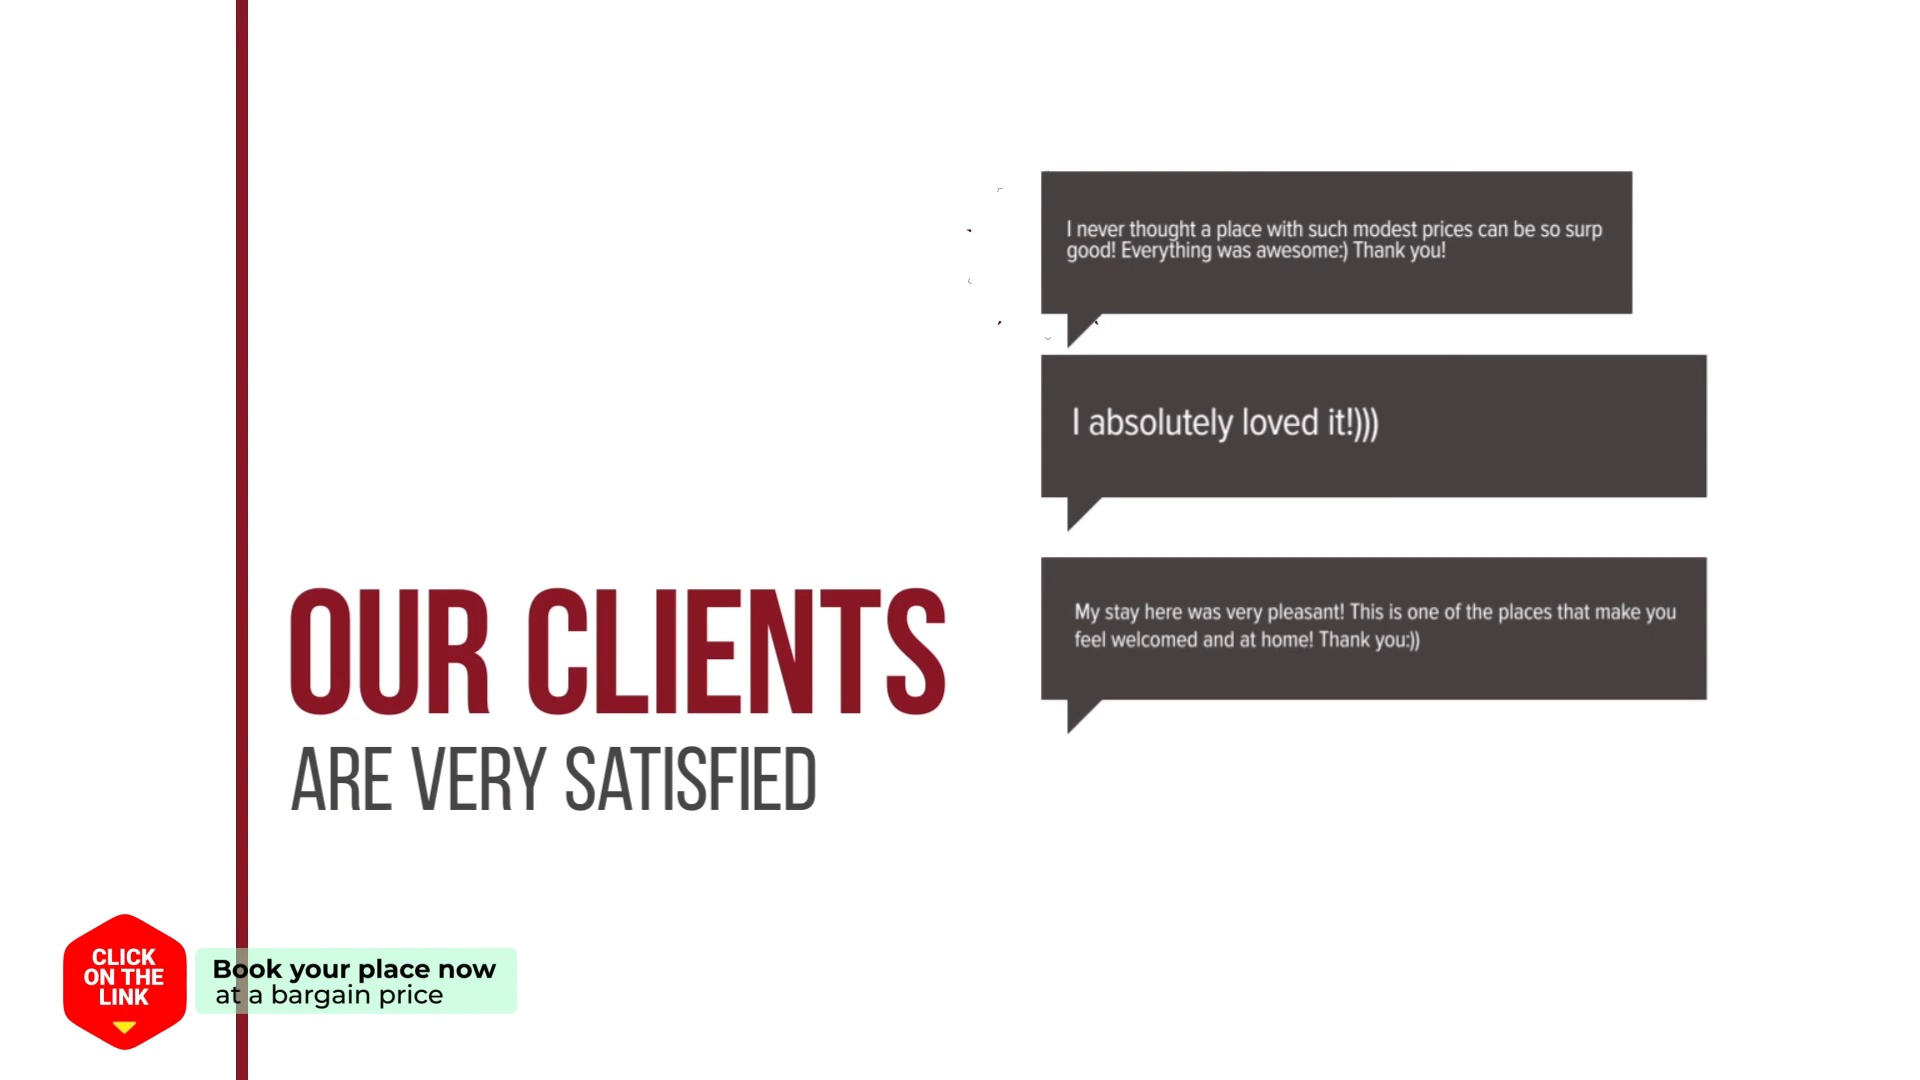 I never thought a place with such modest prices can be so surp
good! Everything was awesome:) Thank you!
I absolutely loved it!)))
My stay here was very pleasant! This is one of the places that make you
feel welcomed and at home! Thank you:))
OUR CLIENTS
ARE VERY SATISFIED
CLICK
ON THE
LINK
Book your place now
at a bargain price